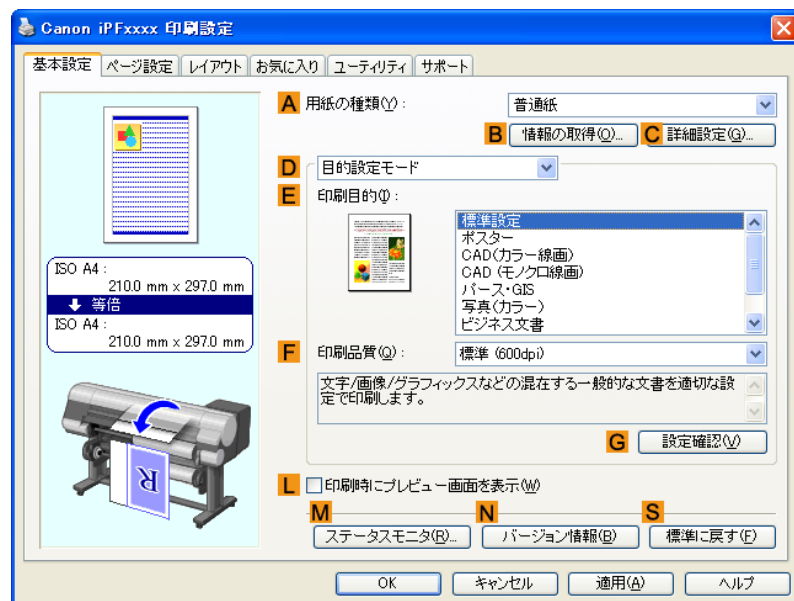 Canon iPFxxxx 印刷設定
基本設定 ページ設定 レイアウト お気に入り ユーティリティ サポート
A 用紙の種類(Y): 普通紙
B 情報の取得(O)... C 詳細設定(G)...
D 目的設定モード
E 印刷目的(I):
標準設定
ポスター
CAD(カラー線画)
CAD (モノクロ線画)
パース・GIS
写真(カラー)
ビジネス文書
ISO A4 :
210.0 mm x 297.0 mm
等倍
ISO A4 :
210.0 mm x 297.0 mm
F 印刷品質(Q): 標準 (600dpi)
文字/画像/グラフィックスなどの混在する一般的な文書を適切な設
定で印刷します。
G 設定確認(V)
R
L 印刷時にプレビュー画面を表示(W)
M N S
ステータスモニタ(R)... バージョン情報(B) 標準に戻す(F)
OK キャンセル 適用(A) ヘルプ